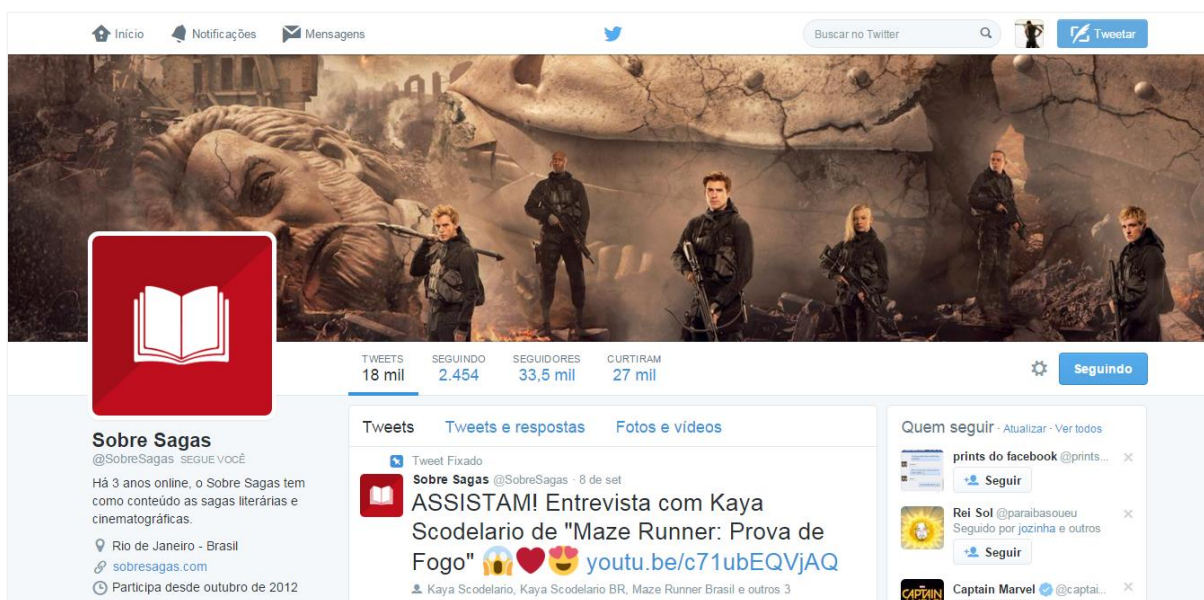 Início Notificações Mensagens Buscar no Twitter Tweetar
TWEETS SEGUINDO SEGUIDORES CURTIRAM
18 mil 2.454 33,5 mil 27 mil
Seguindo
Sobre Sagas
@SobreSagas SEGUE VOCÊ
Há 3 anos online, o Sobre Sagas tem
como conteúdo as sagas literárias e
cinematográficas.
Rio de Janeiro - Brasil
sobresagas.com
Participa desde outubro de 2012
Tweets Tweets e respostas Fotos e vídeos
Tweet Fixado
Sobre Sagas @SobreSagas · 8 de set
ASSISTAM! Entrevista com Kaya
Scodelario de "Maze Runner: Prova de
Fogo" 😱❤️😍 youtu.be/c71ubEQVjAQ
Kaya Scodelario, Kaya Scodelario BR, Maze Runner Brasil e outros 3
Quem seguir · Atualizar · Ver todos
prints do facebook @prints...
Seguir
Rei Sol @paraibasoueu
Seguido por jozinha e outros
Seguir
CAPTAIN
Captain Marvel @captai...